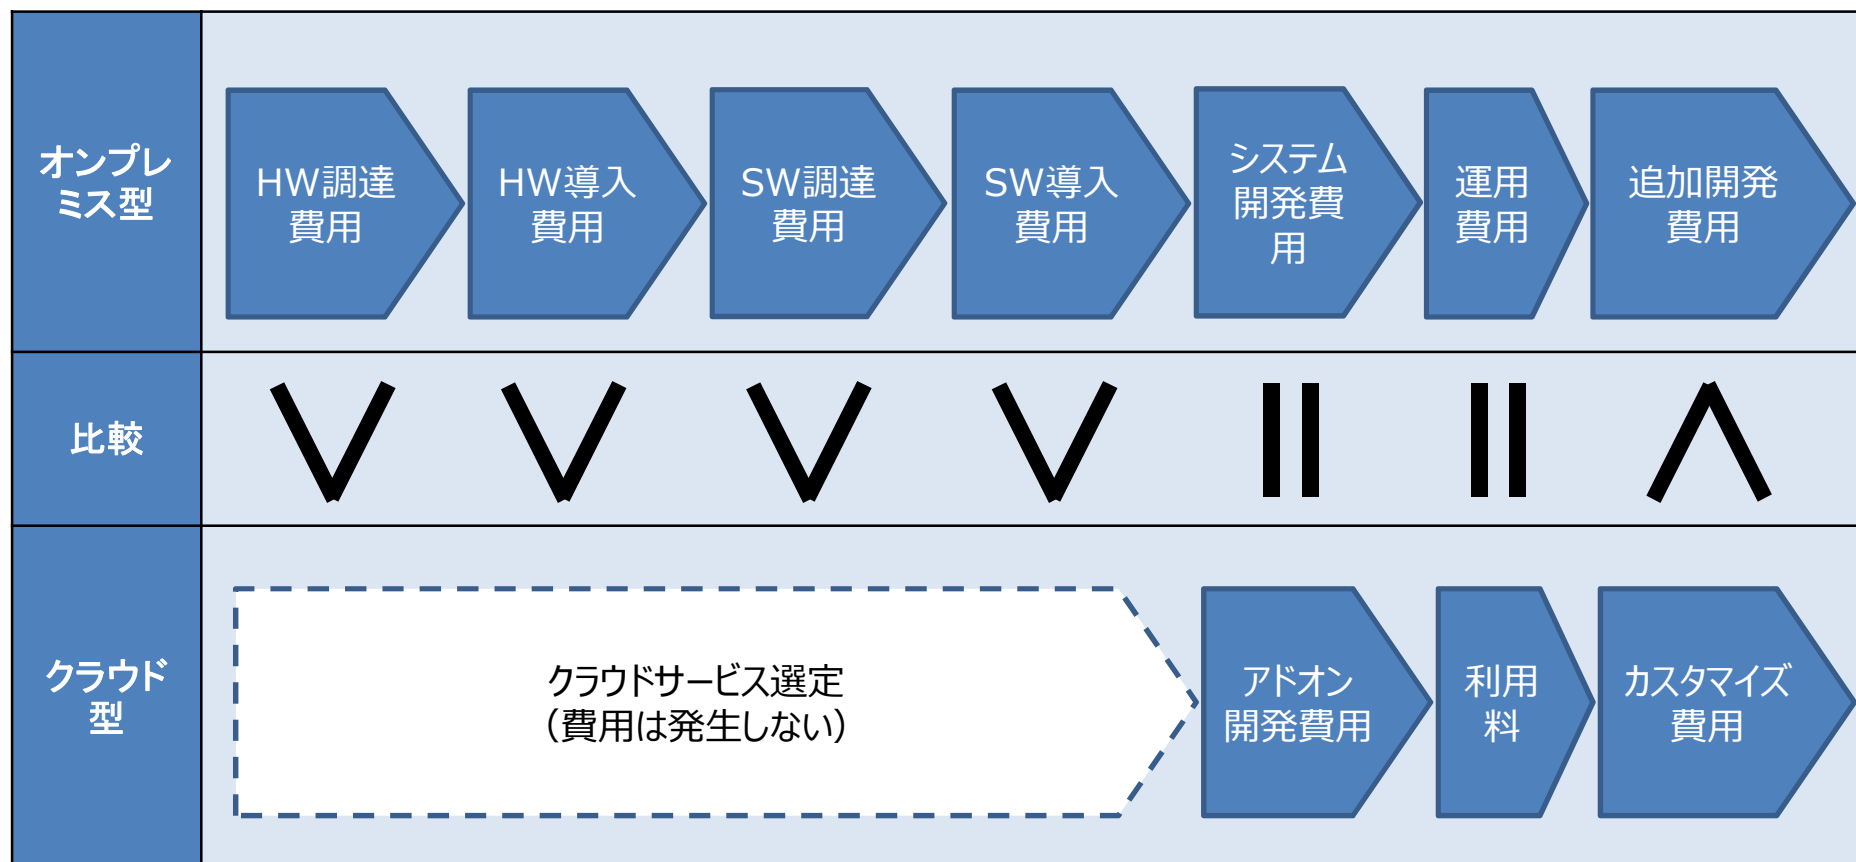 オンプレ
ミス型
HW調達
費用
HW導入
費用
SW調達
費用
SW導入
費用
システム
開発費
用
運用
費用
追加開発
費用
比較
クラウド
型
クラウドサービス選定
（費用は発生しない）
アドオン
開発費用
利用
料
カスタマイズ
費用